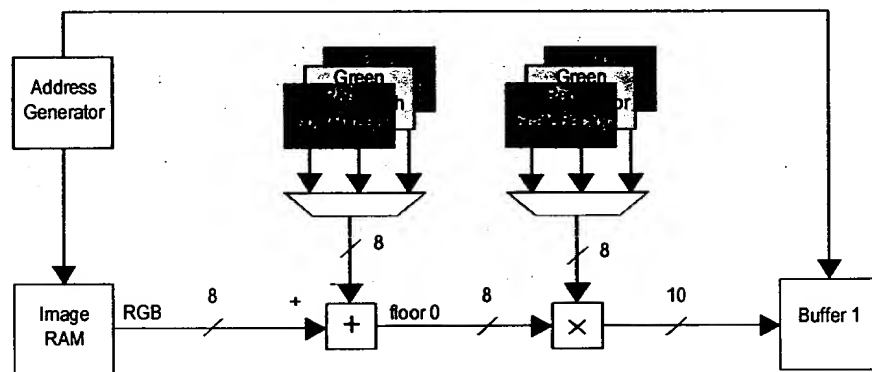 Address
Generator
Green
Green
8
8
Image
RAM
RGB
8
+
−
+
floor 0
8
×
10
Buffer 1